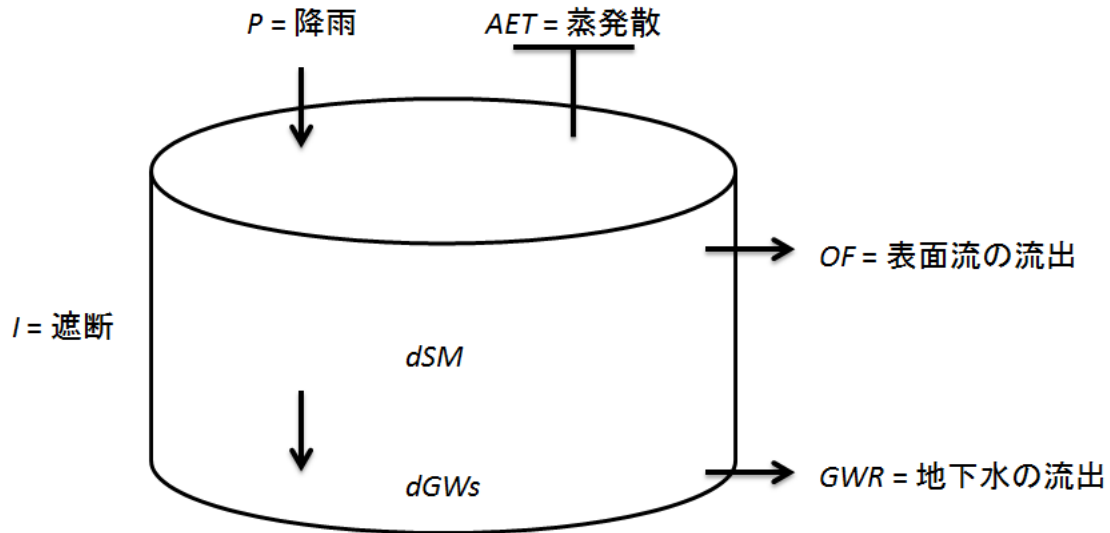 P = 降雨
AET = 蒸発散
OF = 表面流の流出
I = 遮断
dSM
GWR = 地下水の流出
dGWs